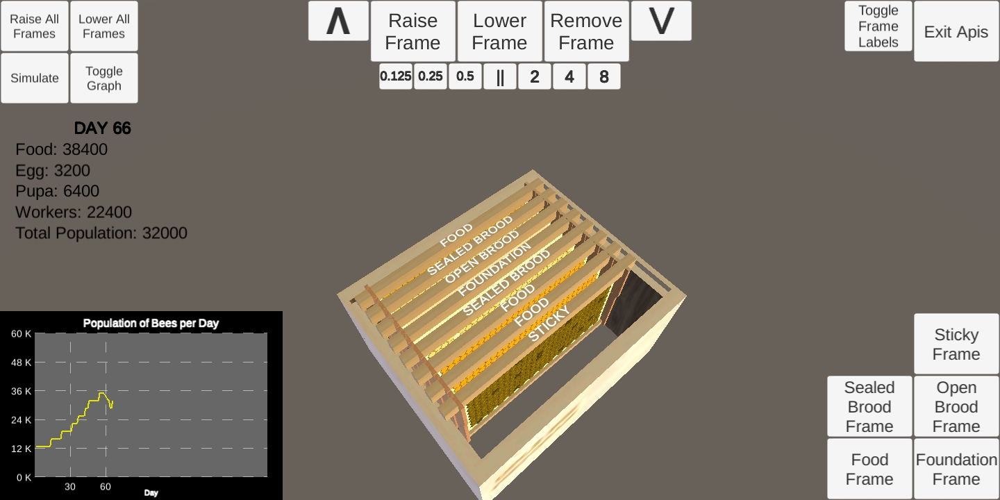 Raise All
Frames
Lower All
Frames
Simulate
Toggle
Graph
Λ
Raise
Frame
Lower
Frame
Remove
Frame
V
0.125
0.25
0.5
||
2
4
8
Toggle
Frame
Labels
Exit Apis
DAY 66
Food: 38400
Egg: 3200
Pupa: 6400
Workers: 22400
Total Population: 32000
FOOD
SEALED BROOD
OPEN BROOD
FOUNDATION
SEALED BROOD
FOOD
FOOD
STICKY
Population of Bees per Day
60 K
48 K
36 K
24 K
12 K
0 K
30
60
Day
Sticky
Frame
Sealed
Brood
Frame
Open
Brood
Frame
Food
Frame
Foundation
Frame